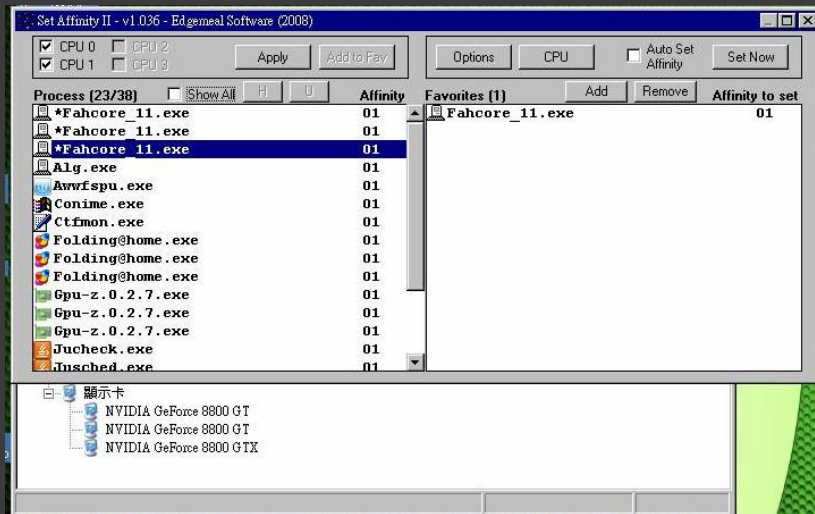 Set Affinity II - v1.036 - Edgemeal Software (2008)
CPU 0 CPU 2
CPU 1 CPU 3
Apply Add to Fav
Options CPU Auto Set Affinity Set Now
Process (23/38) Show All H U Affinity
*Fahcore_11.exe 01
*Fahcore_11.exe 01
*Fahcore_11.exe 01
Alg.exe 01
Awwfspu.exe 01
Conime.exe 01
Ctfmon.exe 01
Folding@home.exe 01
Folding@home.exe 01
Folding@home.exe 01
Gpu-z.0.2.7.exe 01
Gpu-z.0.2.7.exe 01
Gpu-z.0.2.7.exe 01
Jucheck.exe 01
Jusched.exe 01
Favorites (1) Add Remove Affinity to set
Fahcore_11.exe 01
顯示卡
NVIDIA GeForce 8800 GT
NVIDIA GeForce 8800 GT
NVIDIA GeForce 8800 GTX